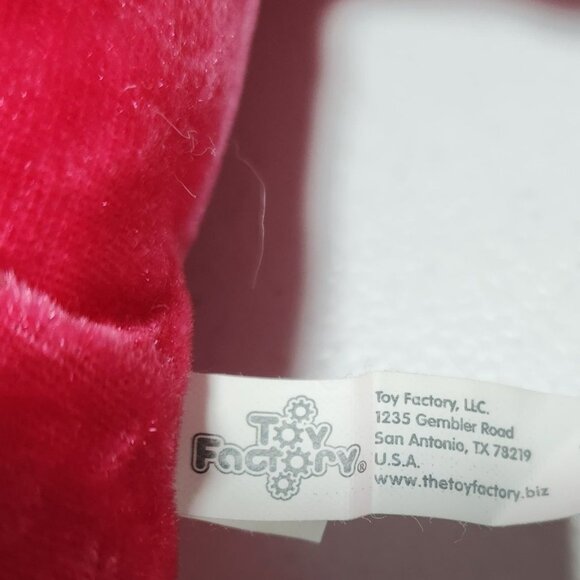 Toy
Factory®
Toy Factory, LLC.
1235 Gembler Road
San Antonio, TX 78219
U.S.A.
www.thetoyfactory.biz